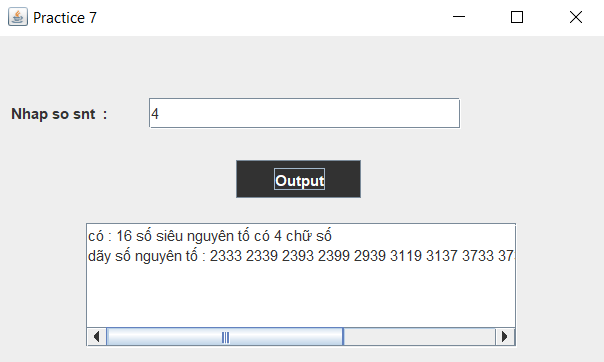 Practice 7
Nhap so snt :
4
Output
có : 16 số siêu nguyên tố có 4 chữ số
dãy số nguyên tố : 2333 2339 2393 2399 2939 3119 3137 3733 37